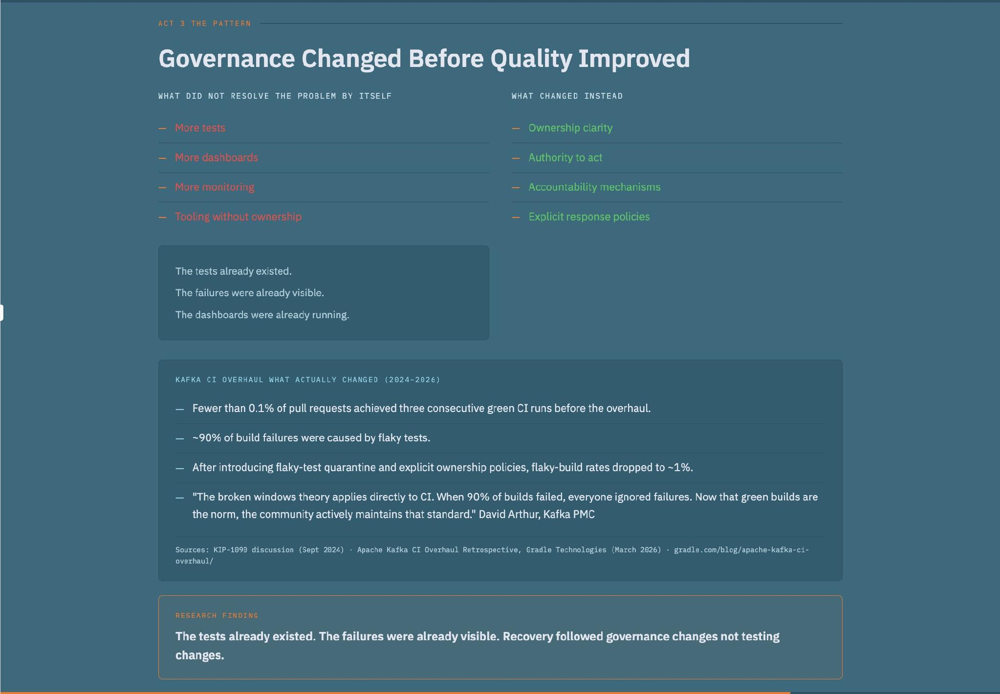 ACT 3 THE PATTERN
Governance Changed Before Quality Improved
WHAT DID NOT RESOLVE THE PROBLEM BY ITSELF
— More tests
— More dashboards
— More monitoring
— Tooling without ownership
The tests already existed.
The failures were already visible.
The dashboards were already running.
WHAT CHANGED INSTEAD
— Ownership clarity
— Authority to act
— Accountability mechanisms
— Explicit response policies
KAFKA CI OVERHAUL WHAT ACTUALLY CHANGED (2024–2026)
— Fewer than 0.1% of pull requests achieved three consecutive green CI runs before the overhaul.
— ~90% of build failures were caused by flaky tests.
— After introducing flaky-test quarantine and explicit ownership policies, flaky-build rates dropped to ~1%.
— "The broken windows theory applies directly to CI. When 90% of builds failed, everyone ignored failures. Now that green builds are
the norm, the community actively maintains that standard." David Arthur, Kafka PMC
Sources: KIP-1090 discussion (Sept 2024) · Apache Kafka CI Overhaul Retrospective, Gradle Technologies (March 2026) · gradle.com/blog/apache-kafka-ci-
overhaul/
RESEARCH FINDING
The tests already existed. The failures were already visible. Recovery followed governance changes not testing
changes.